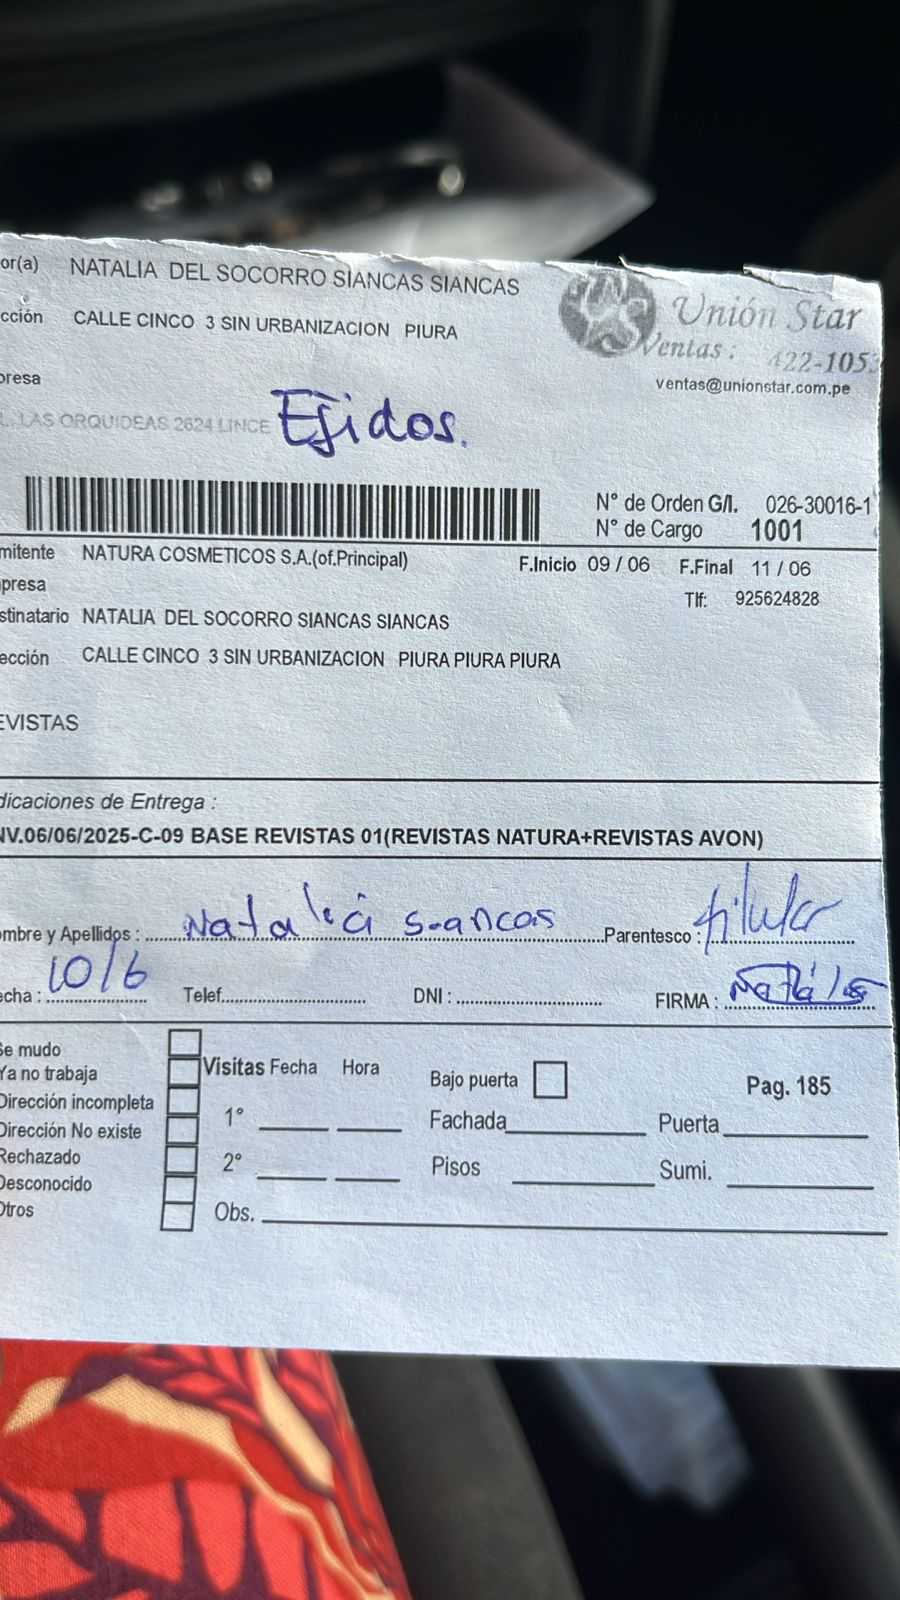 or(a) NATALIA DEL SOCORRO SIANCAS SIANCAS
cción CALLE CINCO 3 SIN URBANIZACION PIURA
Unión Star
Ventas : 422-1053
ventas@unionstar.com.pe
presa
LAS ORQUIDEAS 2624 LINCE Ejidos.
N° de Orden G/I. 026-30016-1
N° de Cargo 1001
mitente NATURA COSMETICOS S.A.(of.Principal)
F.Inicio 09 / 06 F.Final 11 / 06
presa
Tlf: 925624828
stinatario NATALIA DEL SOCORRO SIANCAS SIANCAS
ección CALLE CINCO 3 SIN URBANIZACION PIURA PIURA PIURA
EVISTAS
dicaciones de Entrega :
NV.06/06/2025-C-09 BASE REVISTAS 01(REVISTAS NATURA+REVISTAS AVON)
ombre y Apellidos : Natalia Siancas Parentesco : titular
echa : 10/6 Telef. DNI : FIRMA :
Se mudo
Ya no trabaja
Dirección incompleta
Dirección No existe
Rechazado
Desconocido
Otros
Visitas Fecha Hora
1°
2°
Obs.
Bajo puerta
Pag. 185
Fachada Puerta
Pisos Sumi.